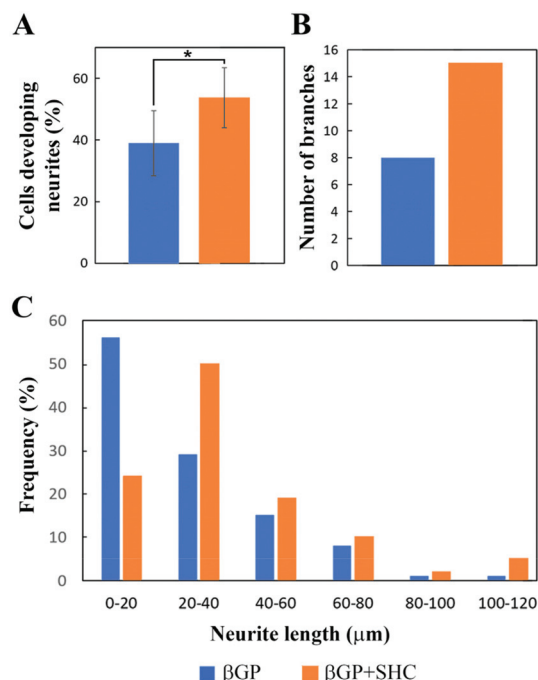 A
Cells developing
neurites (%)
60
40
20
0
*
B
Number of branches
16
14
12
10
8
6
4
2
0
C
Frequency (%)
60
50
40
30
20
10
0
0-20 20-40 40-60 60-80 80-100 100-120
Neurite length (μm)
βGP βGP+SHC